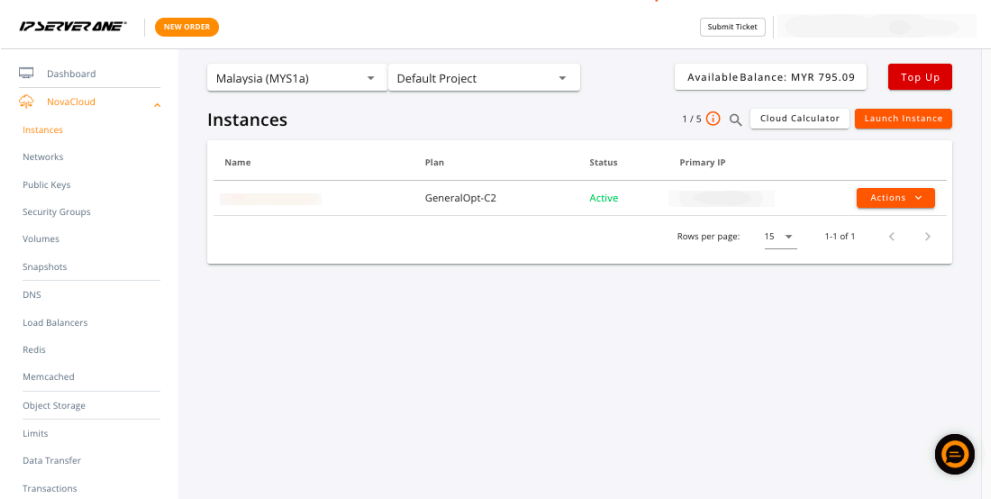 IP SERVER ONE
NEW ORDER
Submit Ticket
Dashboard
NovaCloud
Instances
Networks
Public Keys
Security Groups
Volumes
Snapshots
DNS
Load Balancers
Redis
Memcached
Object Storage
Limits
Data Transfer
Transactions
Malaysia (MYS1a)
Default Project
Available Balance: MYR 795.09
Top Up
Instances
1 / 5
Cloud Calculator
Launch Instance
Name Plan Status Primary IP
GeneralOpt-C2 Active Actions
Rows per page: 15 1-1 of 1